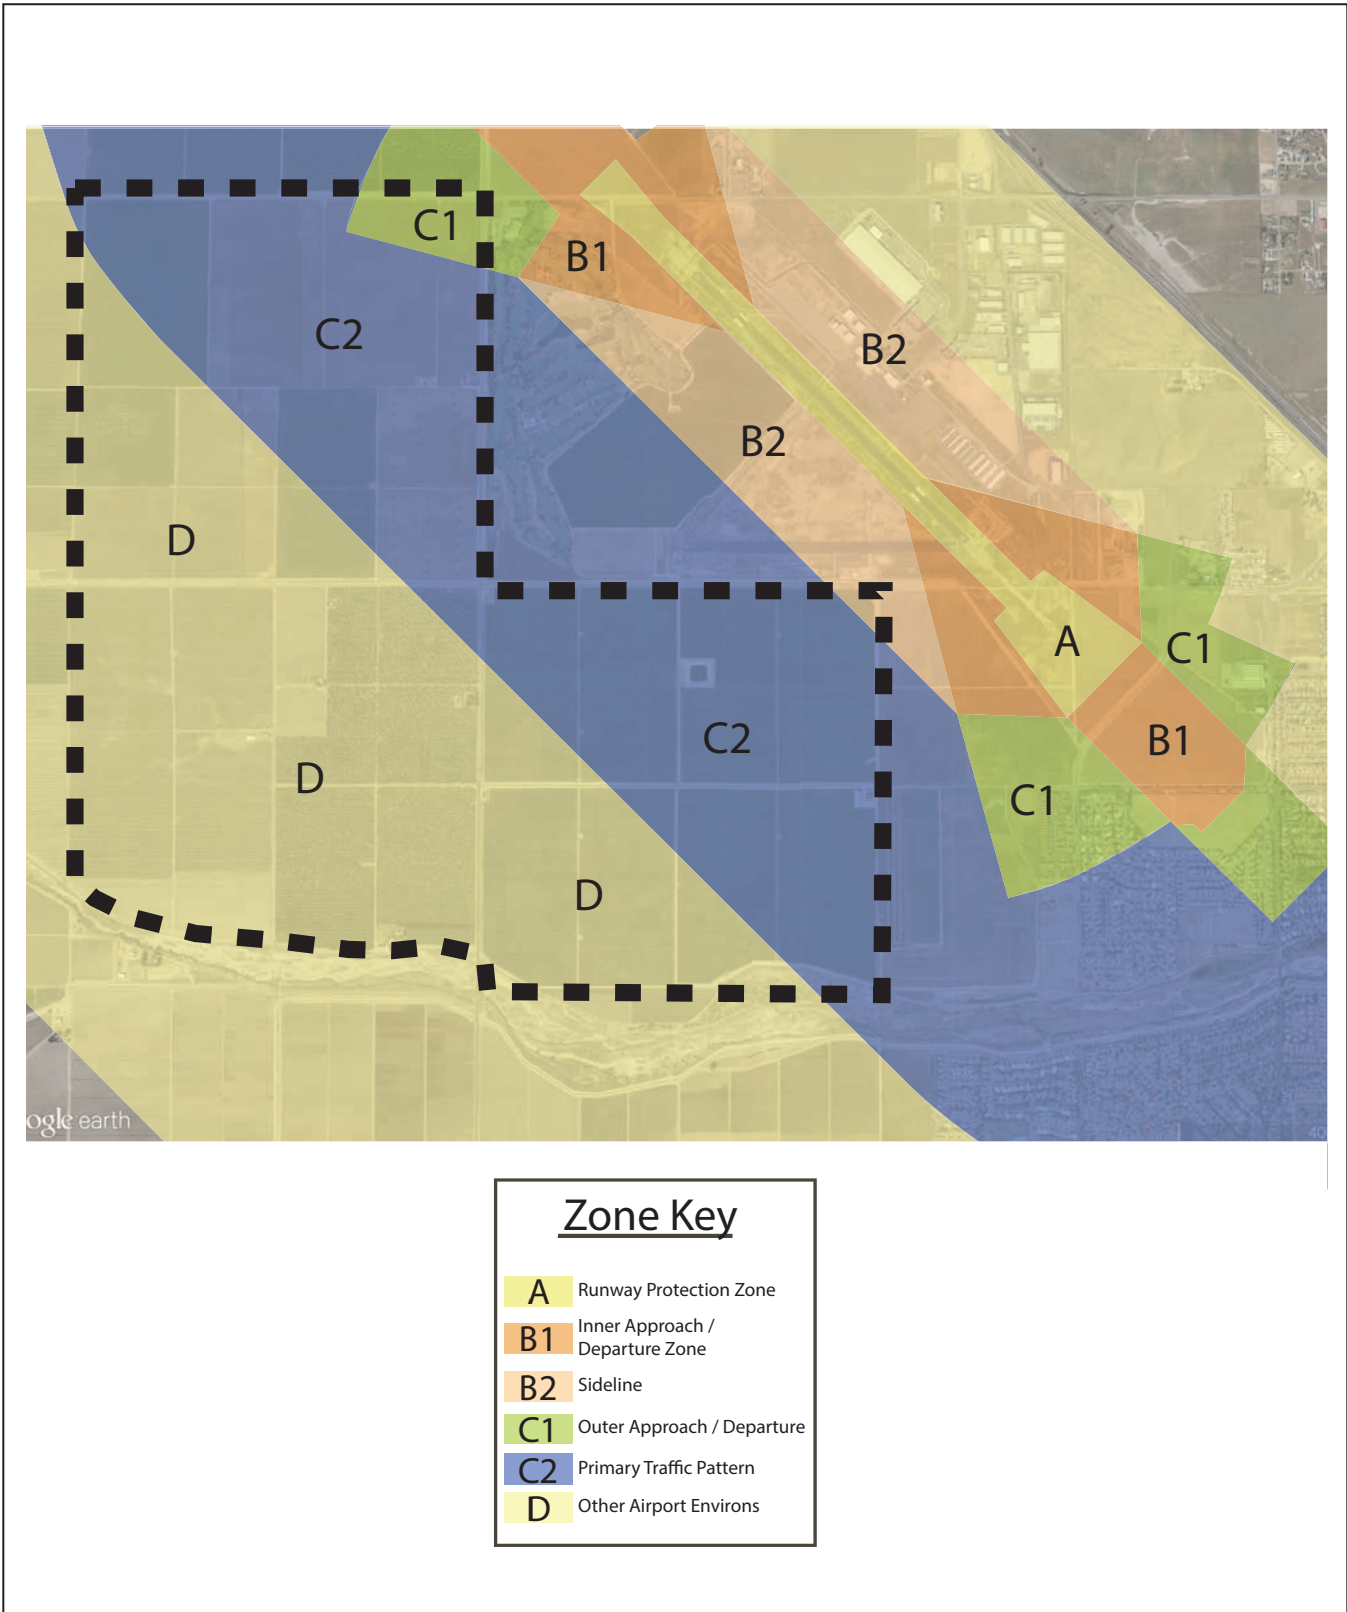 C1
B1
C2
B2
B2
D
A
C1
C2
B1
D
C1
D
ogle earth
40
Zone Key
A Runway Protection Zone
B1 Inner Approach /
Departure Zone
B2 Sideline
C1 Outer Approach / Departure
C2 Primary Traffic Pattern
D Other Airport Environs